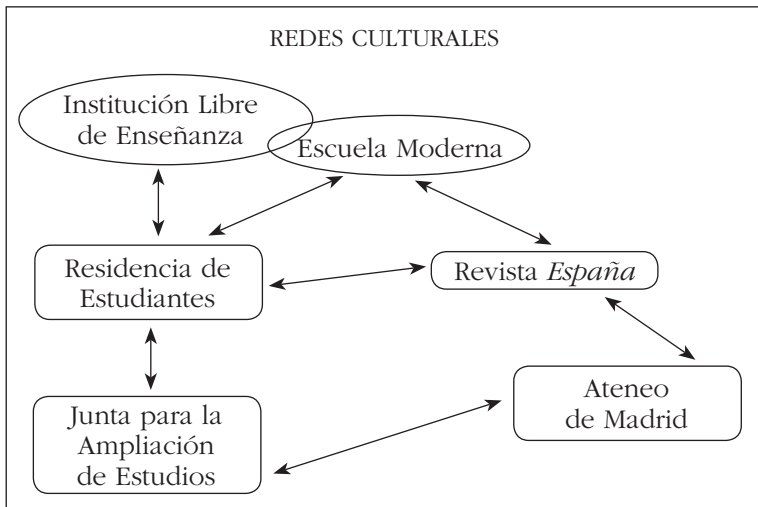 REDES CULTURALES
Institución Libre
de Enseñanza
Escuela Moderna
Residencia de
Estudiantes
Revista España
Junta para la
Ampliación
de Estudios
Ateneo
de Madrid